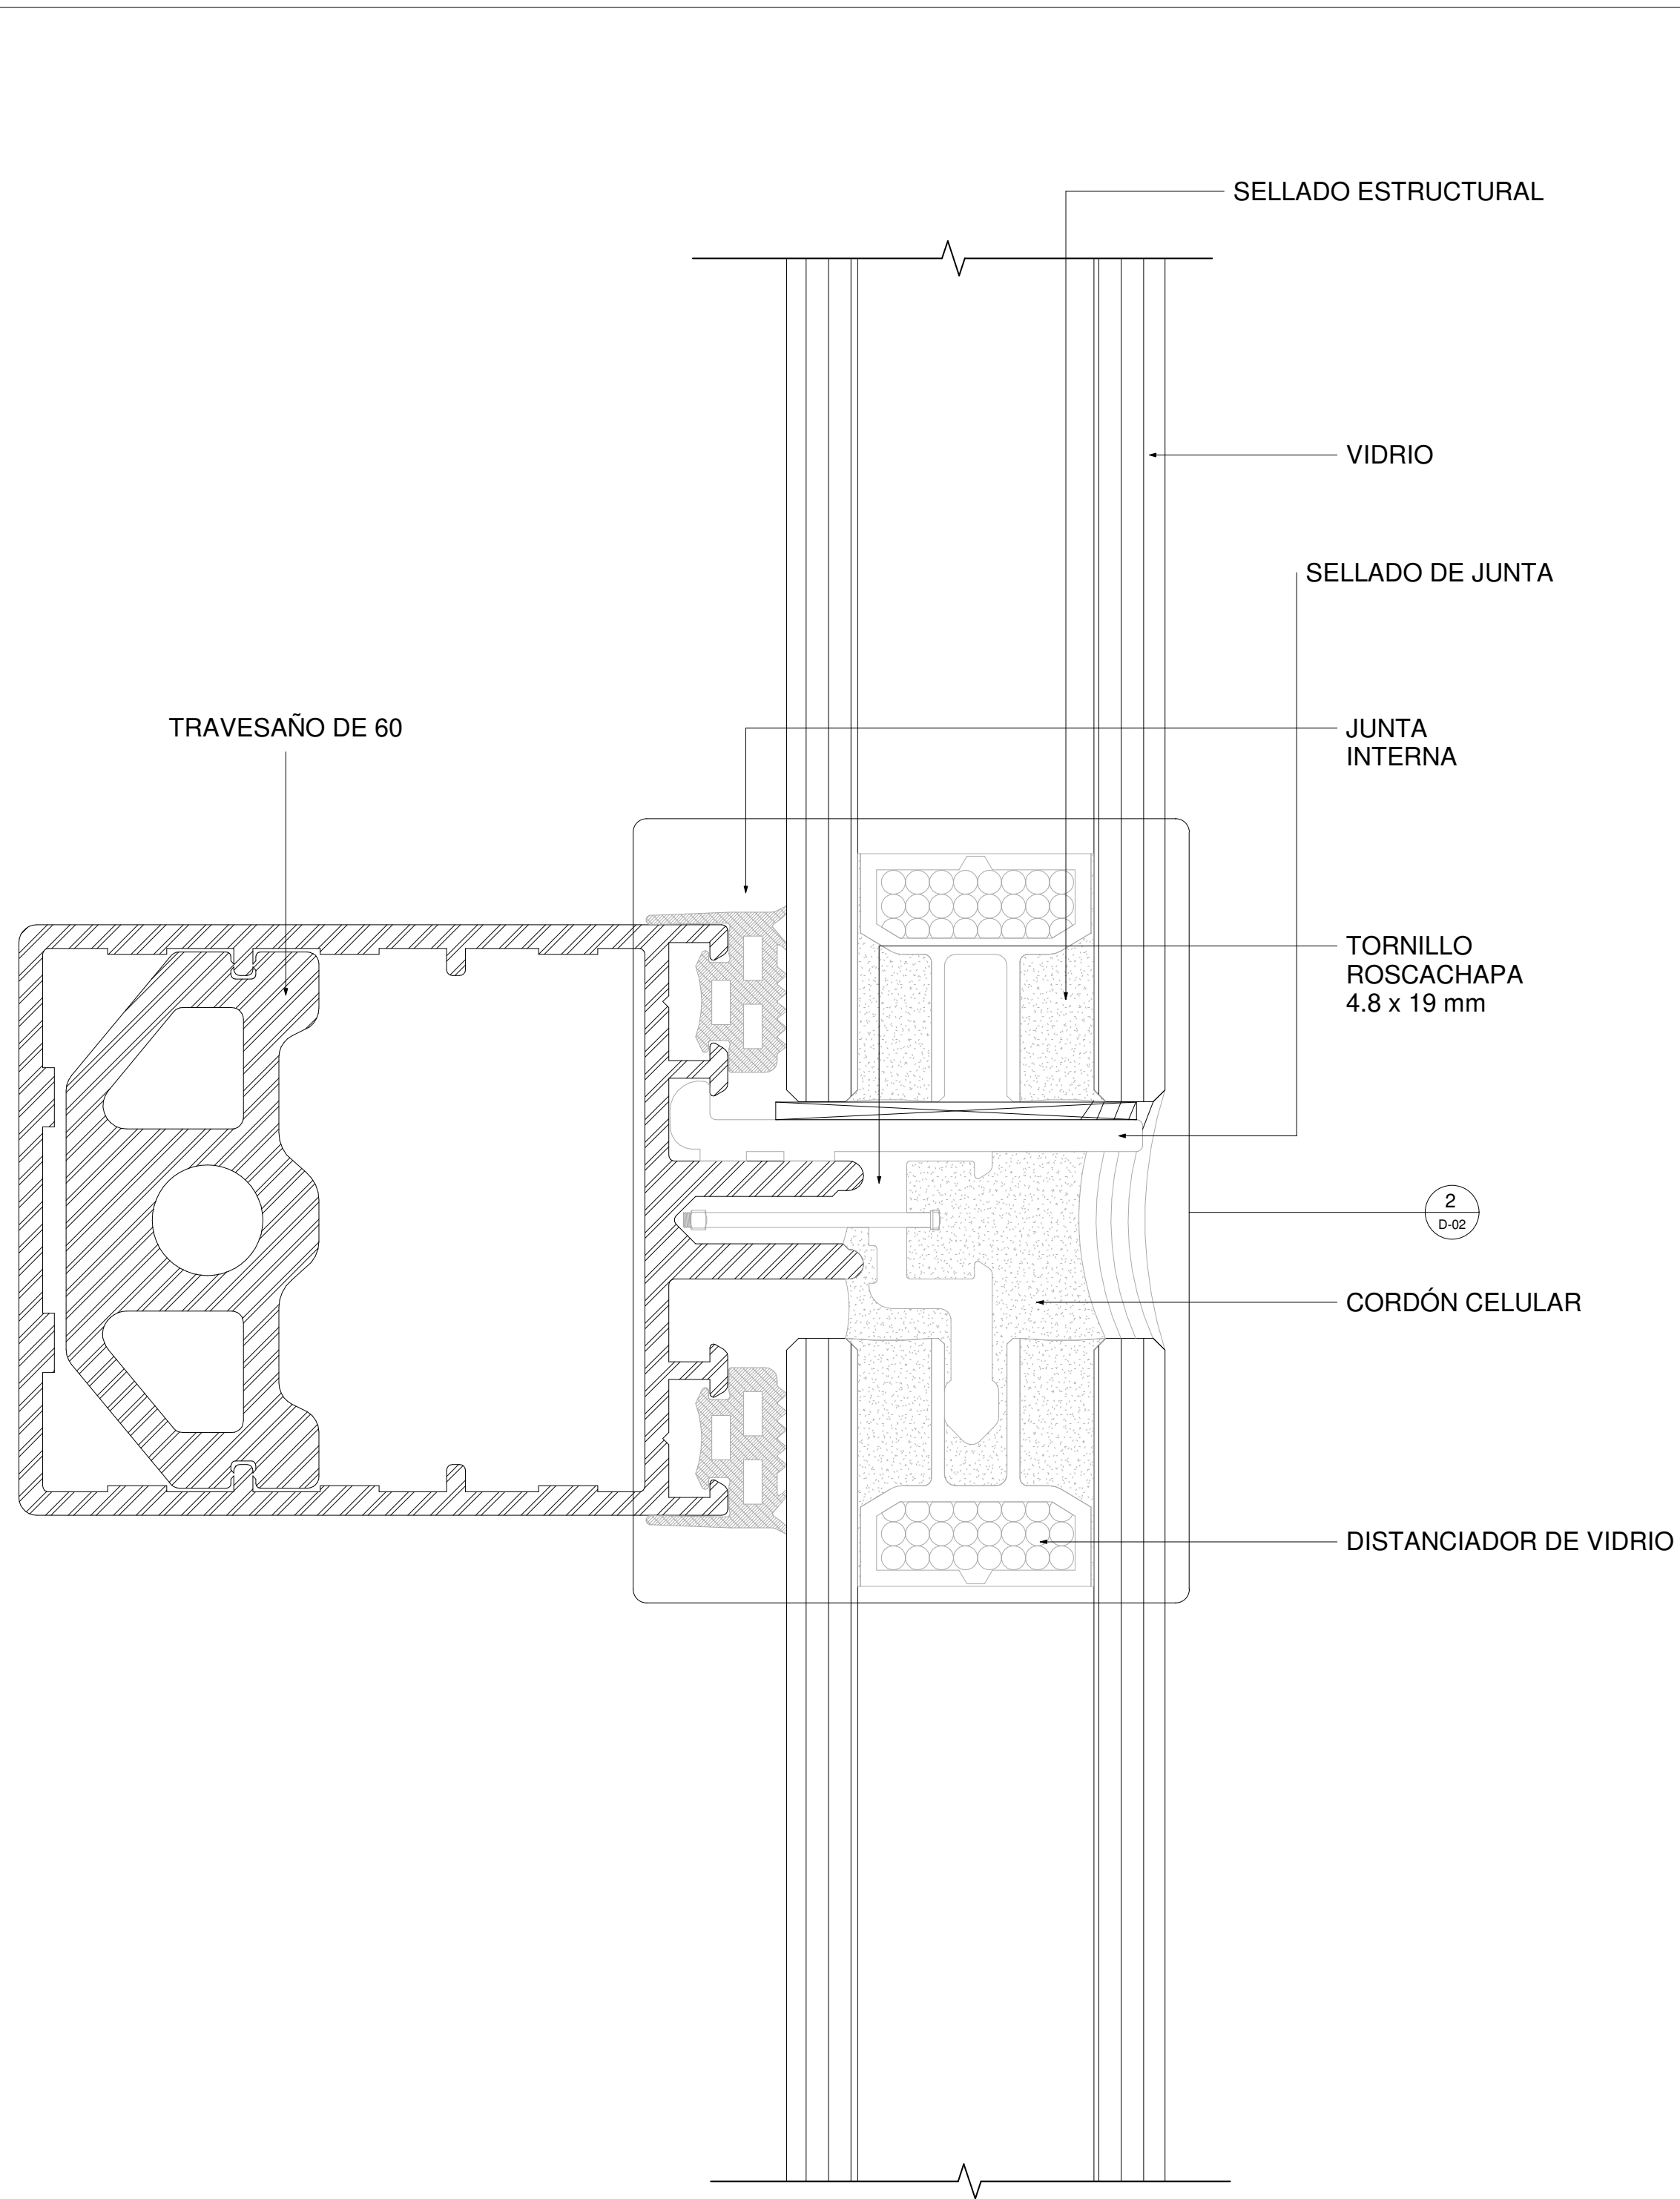 SELLADO ESTRUCTURAL
VIDRIO
SELLADO DE JUNTA
TRAVESAÑO DE 60
JUNTA
INTERNA
TORNILLO
ROSCACHAPA
4.8 x 19 mm
2
D-02
CORDÓN CELULAR
DISTANCIADOR DE VIDRIO